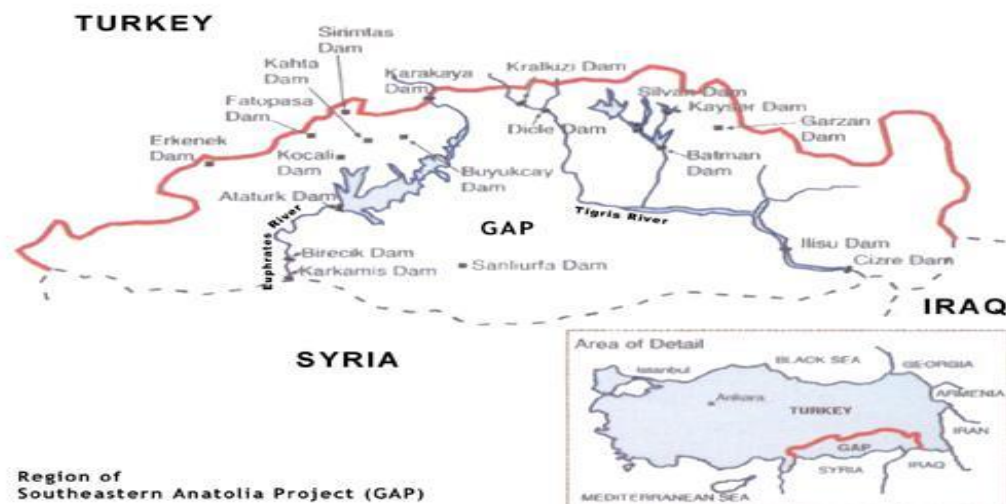 TURKEY
Sirimtas
Dam
Kahta
Dam
Fatopasa
Dam
Erkenek
Dam
Kocali
Dam
Karakaya
Dam
Kralkizi Dam
Silvan Dam
Kayser Dam
Garzan
Dam
Dicle Dam
Batman
Dam
Buyukcay
Dam
Ataturk Dam
GAP
Tigris River
Euphrates River
Birecik Dam
Karkamis Dam
Sanliurfa Dam
Ilisu Dam
Cizre Dam
IRAQ
SYRIA
Area of Detail
BLACK SEA
GEORGIA
Istanbul
ARMENIA
Ankara
TURKEY
IRAN
GAP
SYRIA
IRAQ
MEDITERRANEAN SEA
Region of
Southeastern Anatolia Project (GAP)